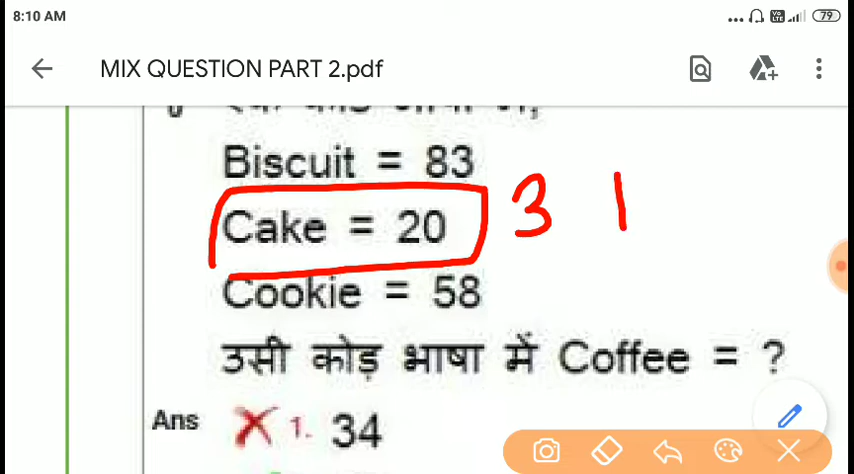 8:10 AM
79
MIX QUESTION PART 2.pdf
Biscuit = 83
Cake = 20 3 1
Cookie = 58
उसी कोड़ भाषा में Coffee = ?
Ans 1. 34